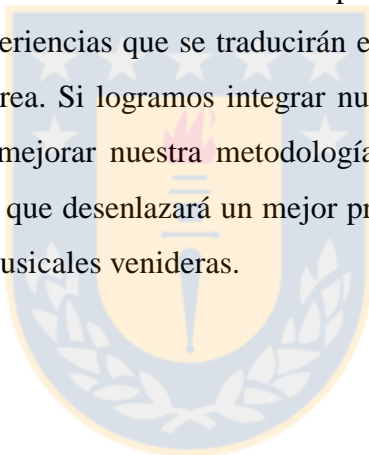 eriencias que se traducirán e
rea. Si logramos integrar nu
mejorar nuestra metodología
que desenlazará un mejor pr
usicales venideras.